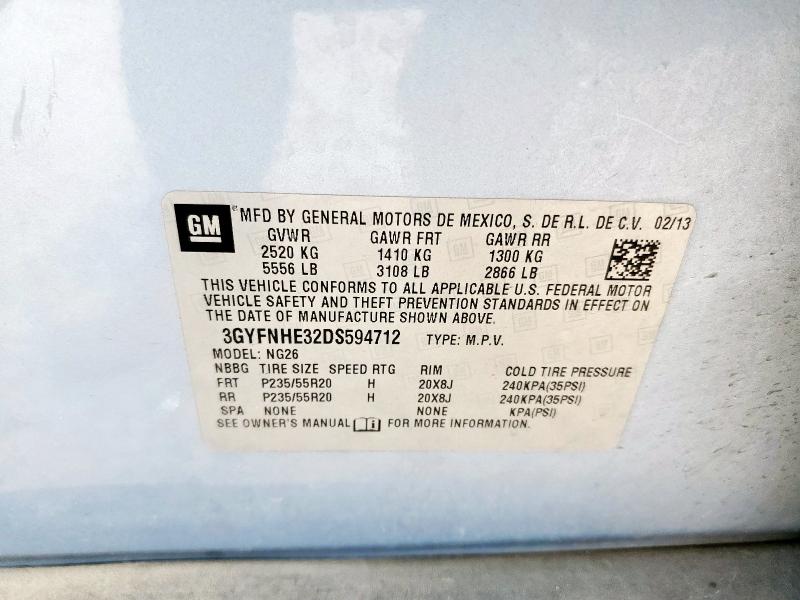 GM ® MFD BY GENERAL MOTORS DE MEXICO, S. DE R.L. DE C.V. 02/13
GVWR GAWR FRT GAWR RR
2520 KG 1410 KG 1300 KG
5556 LB 3108 LB 2866 LB
THIS VEHICLE CONFORMS TO ALL APPLICABLE U.S. FEDERAL MOTOR
VEHICLE SAFETY AND THEFT PREVENTION STANDARDS IN EFFECT ON
THE DATE OF MANUFACTURE SHOWN ABOVE.
3GYFNHE32DS594712 TYPE: M.P.V.
MODEL: NG26
NBBG TIRE SIZE SPEED RTG RIM COLD TIRE PRESSURE
FRT P235/55R20 H 20X8J 240KPA(35PSI)
RR P235/55R20 H 20X8J 240KPA(35PSI)
SPA NONE NONE KPA(PSI)
SEE OWNER'S MANUAL FOR MORE INFORMATION.